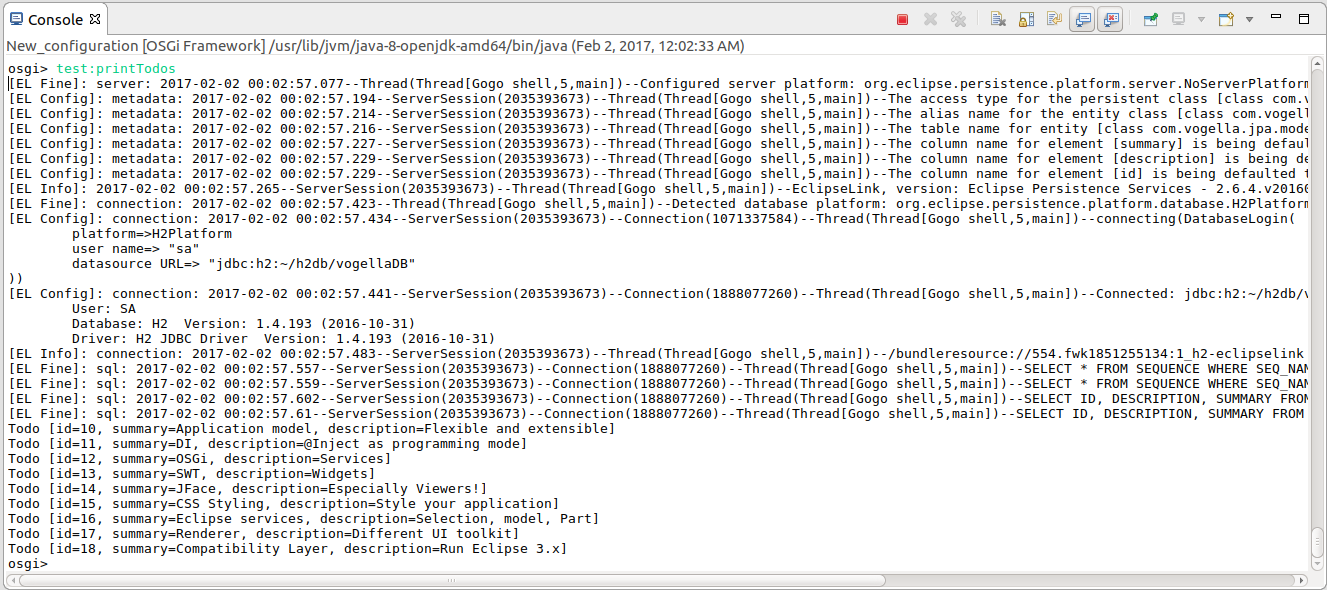 Console
New_configuration [OSGi Framework] /usr/lib/jvm/java-8-openjdk-amd64/bin/java (Feb 2, 2017, 12:02:33 AM)
osgi> test:printTodos
[EL Fine]: server: 2017-02-02 00:02:57.077--Thread(Thread[Gogo shell,5,main])--Configured server platform: org.eclipse.persistence.platform.server.NoServerPlatform
[EL Config]: metadata: 2017-02-02 00:02:57.194--ServerSession(2035393673)--Thread(Thread[Gogo shell,5,main])--The access type for the persistent class [class com.v
[EL Config]: metadata: 2017-02-02 00:02:57.214--ServerSession(2035393673)--Thread(Thread[Gogo shell,5,main])--The alias name for the entity class [class com.vogell
[EL Config]: metadata: 2017-02-02 00:02:57.216--ServerSession(2035393673)--Thread(Thread[Gogo shell,5,main])--The table name for entity [class com.vogella.jpa.mode
[EL Config]: metadata: 2017-02-02 00:02:57.227--ServerSession(2035393673)--Thread(Thread[Gogo shell,5,main])--The column name for element [summary] is being defaul
[EL Config]: metadata: 2017-02-02 00:02:57.229--ServerSession(2035393673)--Thread(Thread[Gogo shell,5,main])--The column name for element [description] is being de
[EL Config]: metadata: 2017-02-02 00:02:57.229--ServerSession(2035393673)--Thread(Thread[Gogo shell,5,main])--The column name for element [id] is being defaulted t
[EL Info]: 2017-02-02 00:02:57.265--ServerSession(2035393673)--Thread(Thread[Gogo shell,5,main])--EclipseLink, version: Eclipse Persistence Services - 2.6.4.v20160
[EL Fine]: connection: 2017-02-02 00:02:57.423--Thread(Thread[Gogo shell,5,main])--Detected database platform: org.eclipse.persistence.platform.database.H2Platform
[EL Config]: connection: 2017-02-02 00:02:57.434--ServerSession(2035393673)--Connection(1071337584)--Thread(Thread[Gogo shell,5,main])--connecting(DatabaseLogin(
platform=>H2Platform
user name=> "sa"
datasource URL=> "jdbc:h2:~/h2db/vogellaDB"
))
[EL Config]: connection: 2017-02-02 00:02:57.441--ServerSession(2035393673)--Connection(1888077260)--Thread(Thread[Gogo shell,5,main])--Connected: jdbc:h2:~/h2db/v
User: SA
Database: H2  Version: 1.4.193 (2016-10-31)
Driver: H2 JDBC Driver  Version: 1.4.193 (2016-10-31)
[EL Info]: connection: 2017-02-02 00:02:57.483--ServerSession(2035393673)--Thread(Thread[Gogo shell,5,main])--/bundleresource://554.fwk1851255134:1_h2-eclipselink
[EL Fine]: sql: 2017-02-02 00:02:57.557--ServerSession(2035393673)--Connection(1888077260)--Thread(Thread[Gogo shell,5,main])--SELECT * FROM SEQUENCE WHERE SEQ_NAM
[EL Fine]: sql: 2017-02-02 00:02:57.559--ServerSession(2035393673)--Connection(1888077260)--Thread(Thread[Gogo shell,5,main])--SELECT * FROM SEQUENCE WHERE SEQ_NAM
[EL Fine]: sql: 2017-02-02 00:02:57.602--ServerSession(2035393673)--Connection(1888077260)--Thread(Thread[Gogo shell,5,main])--SELECT ID, DESCRIPTION, SUMMARY FROM
[EL Fine]: sql: 2017-02-02 00:02:57.61--ServerSession(2035393673)--Connection(1888077260)--Thread(Thread[Gogo shell,5,main])--SELECT ID, DESCRIPTION, SUMMARY FROM
Todo [id=10, summary=Application model, description=Flexible and extensible]
Todo [id=11, summary=DI, description=@Inject as programming mode]
Todo [id=12, summary=OSGi, description=Services]
Todo [id=13, summary=SWT, description=Widgets]
Todo [id=14, summary=JFace, description=Especially Viewers!]
Todo [id=15, summary=CSS Styling, description=Style your application]
Todo [id=16, summary=Eclipse services, description=Selection, model, Part]
Todo [id=17, summary=Renderer, description=Different UI toolkit]
Todo [id=18, summary=Compatibility Layer, description=Run Eclipse 3.x]
osgi>